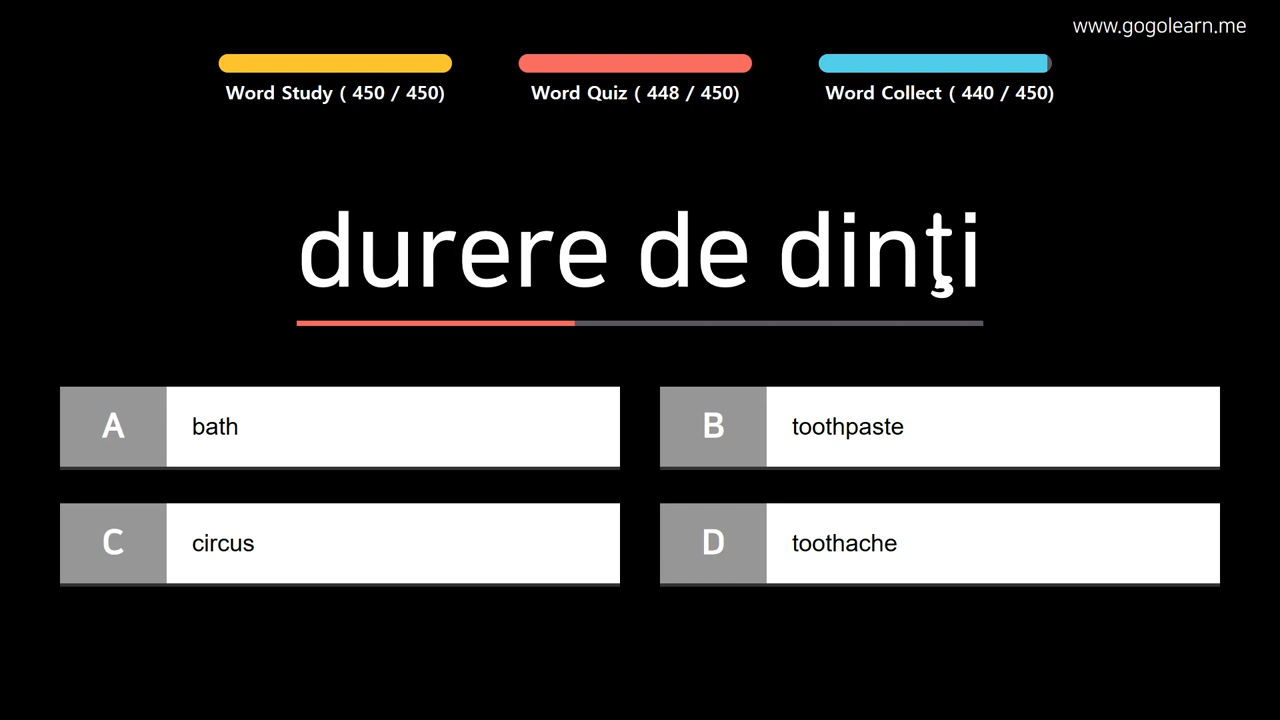 www.gogolearn.me
Word Study ( 450 / 450)
Word Quiz ( 448 / 450)
Word Collect ( 440 / 450)
durere de dinţi
A bath
B toothpaste
C circus
D toothache